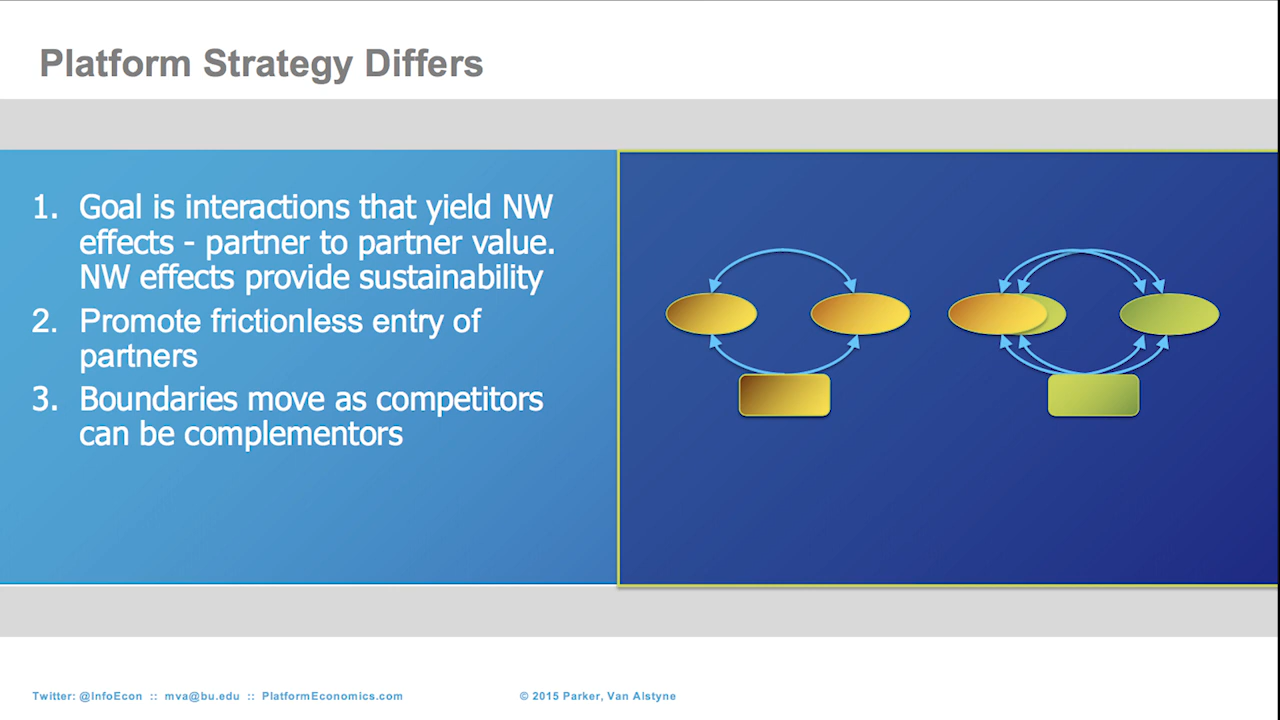 Platform Strategy Differs
1. Goal is interactions that yield NW
effects - partner to partner value.
NW effects provide sustainability
2. Promote frictionless entry of
partners
3. Boundaries move as competitors
can be complementors
Twitter: @InfoEcon :: mva@bu.edu :: PlatformEconomics.com
© 2015 Parker, Van Alstyne